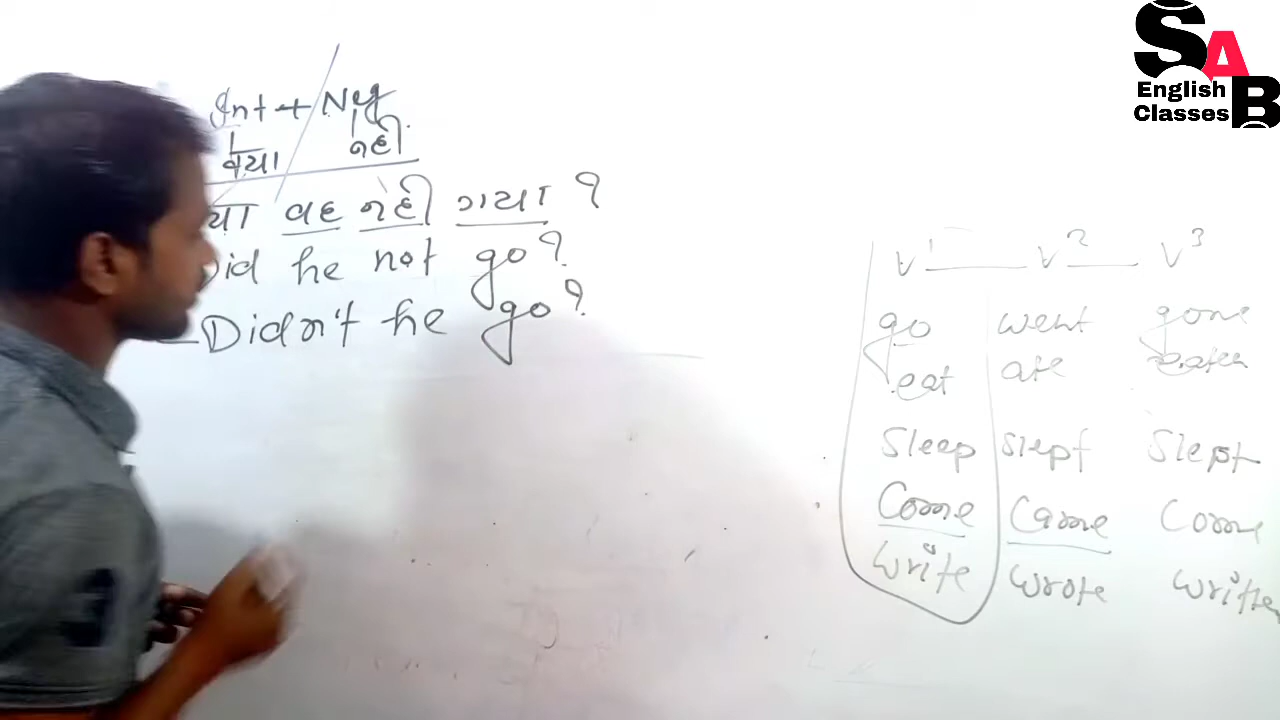 Int + Neg
क्या नही
या वह नही गया ?
Did he not go?
Didn't he go?
V1 V2 V3
go went gone
eat ate eaten
Sleep slept Slept
Come Came Come
write wrote written
SAB
English
Classes